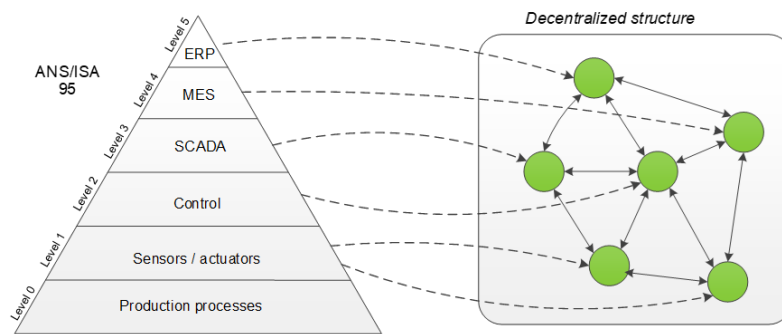 Decentralized structure
ANS/ISA
95
Level 5
ERP
Level 4
MES
Level 3
SCADA
Level 2
Control
Level 1
Sensors / actuators
Level 0
Production processes